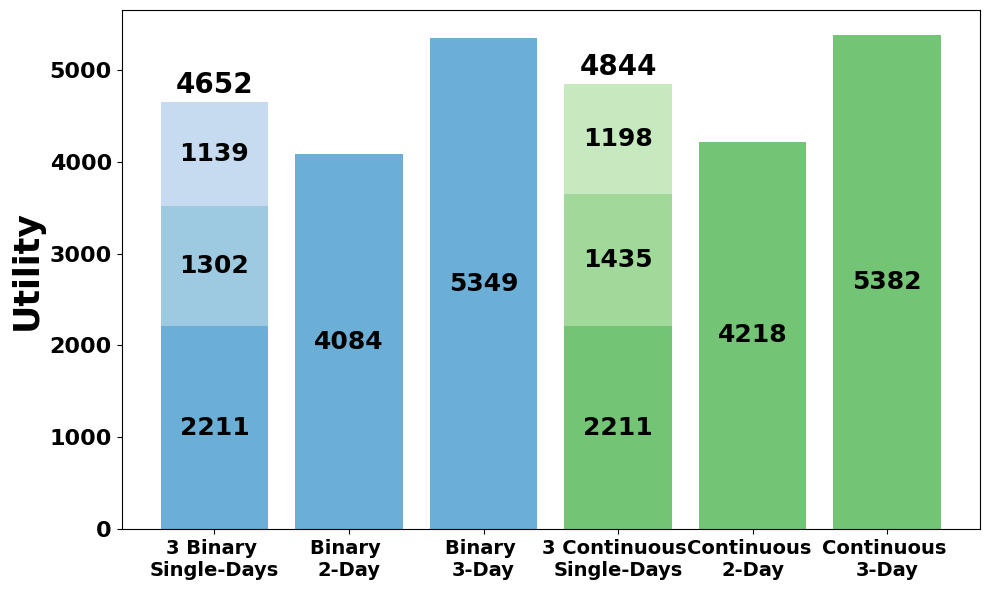 Utility
0
1000
2000
3000
4000
5000
4652
1139
1302
2211
4084
5349
4844
1198
1435
2211
4218
5382
3 Binary
Single-Days
Binary
2-Day
Binary
3-Day
3 Continuous
Single-Days
Continuous
2-Day
Continuous
3-Day